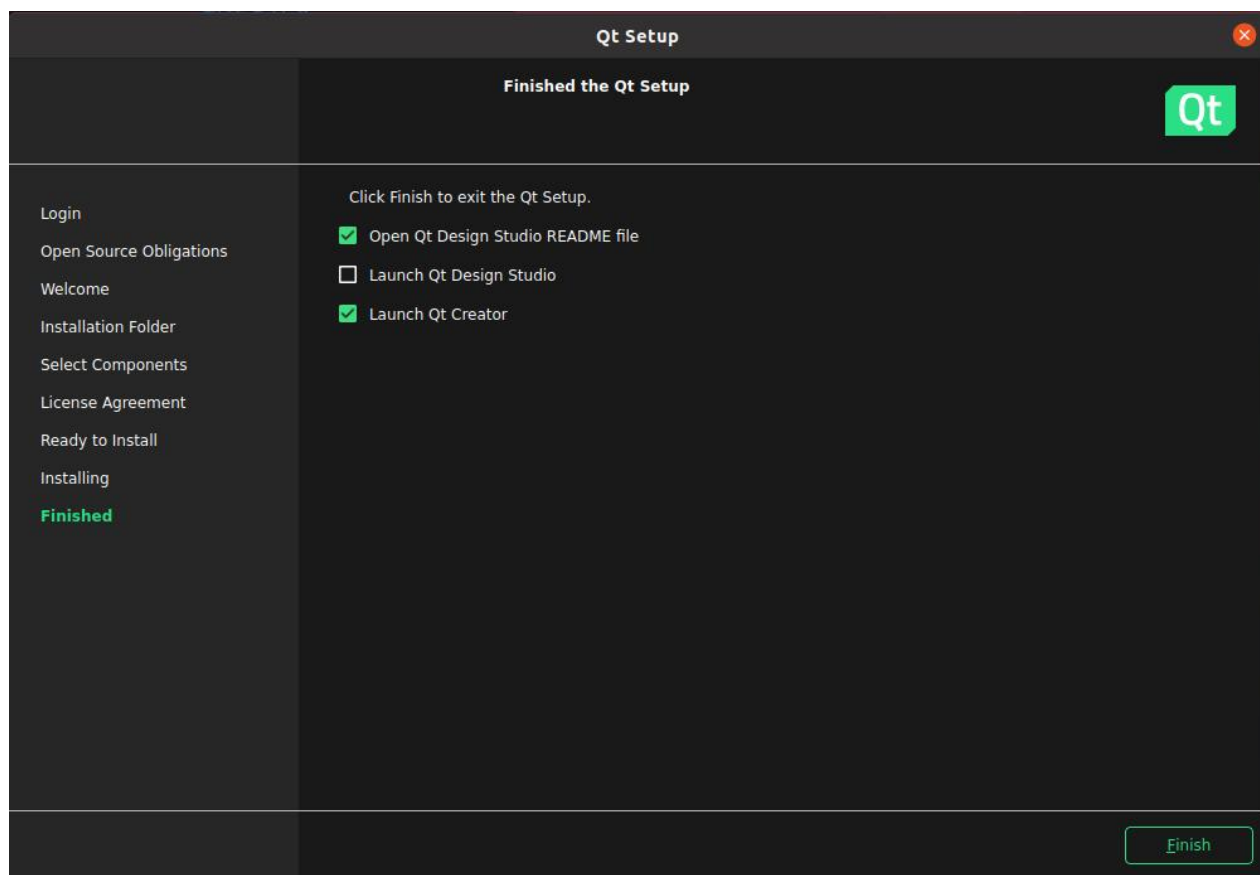 Qt Setup
Finished the Qt Setup
Qt
Login
Open Source Obligations
Welcome
Installation Folder
Select Components
License Agreement
Ready to Install
Installing
Finished
Click Finish to exit the Qt Setup.
Open Qt Design Studio README file
Launch Qt Design Studio
Launch Qt Creator
Finish